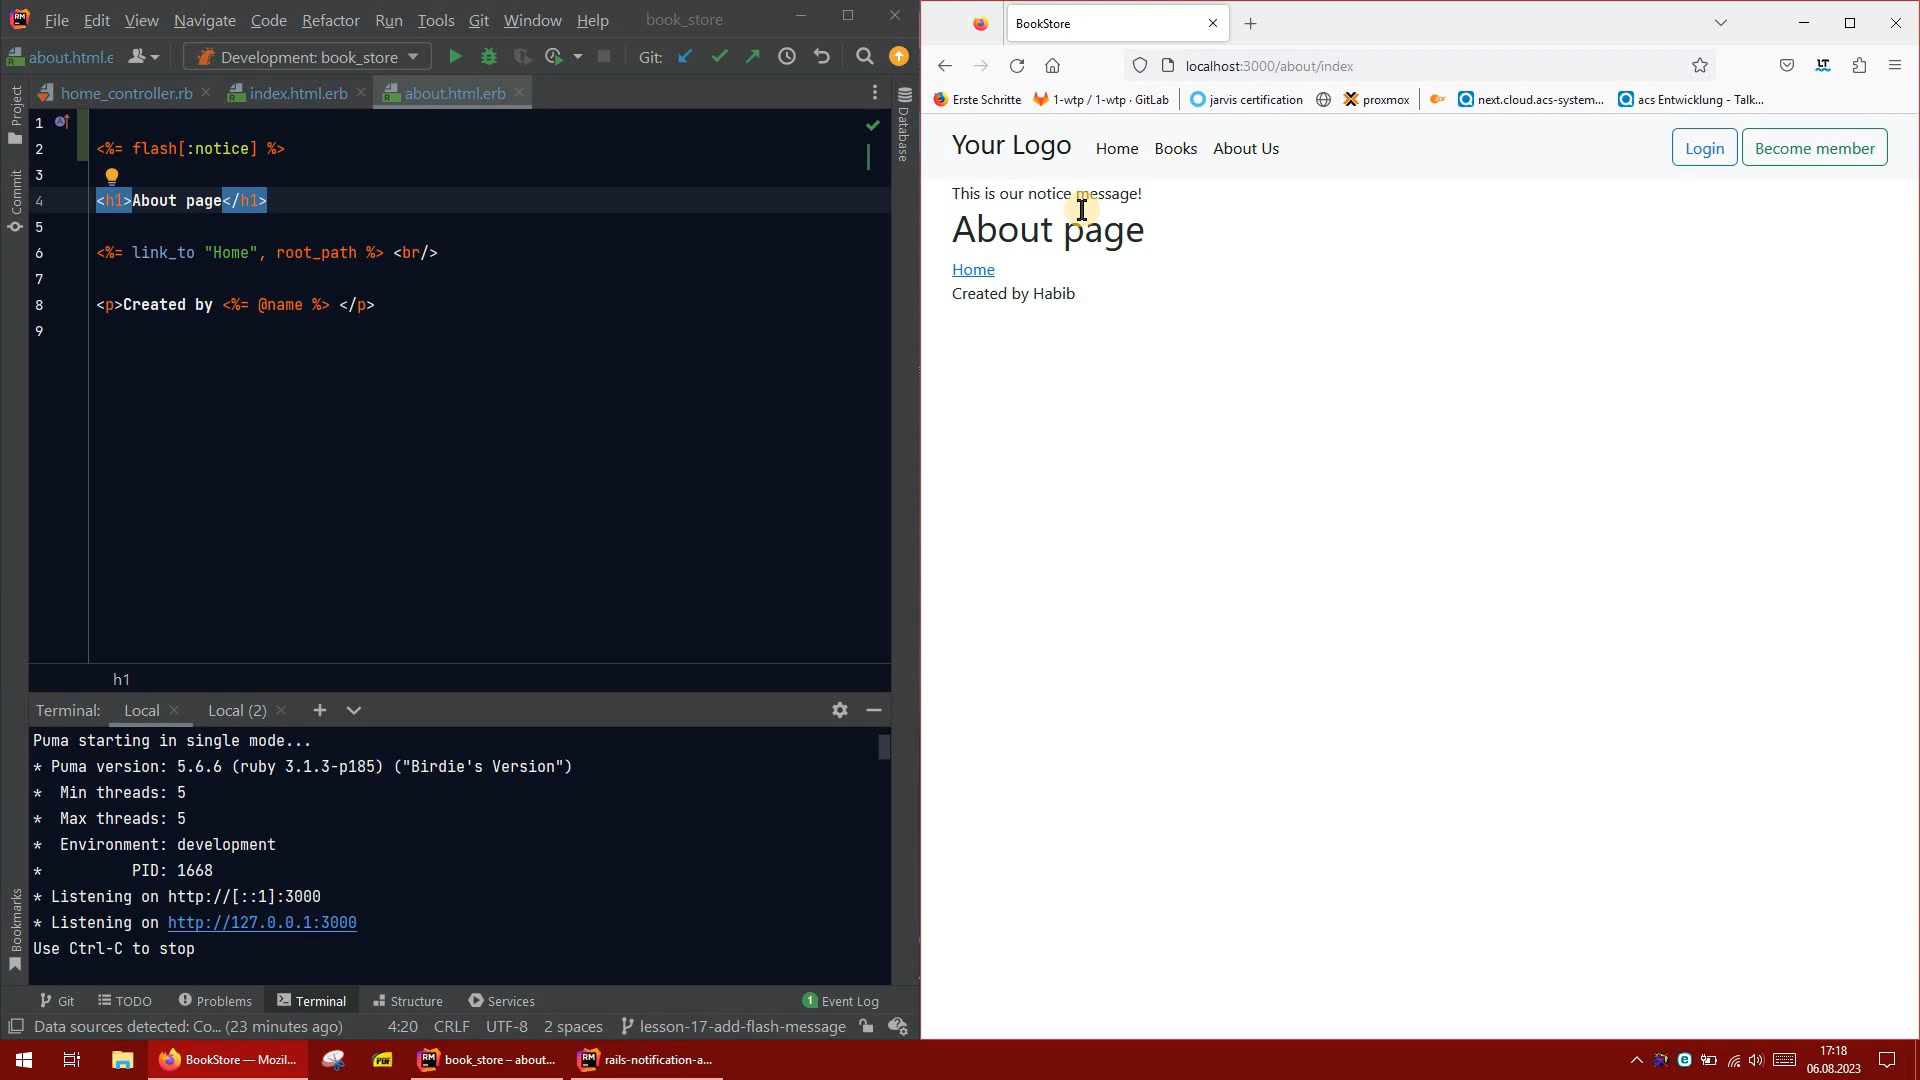 File Edit View Navigate Code Refactor Run Tools Git Window Help book_store
about.html.e Development: book_store Git:
home_controller.rb index.html.erb about.html.erb
1
2 <%= flash[:notice] %>
3
4 <h1>About page</h1>
5
6 <%= link_to "Home", root_path %> <br/>
7
8 <p>Created by <%= @name %> </p>
9
Project
Commit
Bookmarks
Database
h1
Terminal: Local Local (2)
Puma starting in single mode...
* Puma version: 5.6.6 (ruby 3.1.3-p185) ("Birdie's Version")
* Min threads: 5
* Max threads: 5
* Environment: development
* PID: 1668
* Listening on http://[::1]:3000
* Listening on http://127.0.0.1:3000
Use Ctrl-C to stop
Git TODO Problems Terminal Structure Services 1 Event Log
Data sources detected: Co... (23 minutes ago) 4:20 CRLF UTF-8 2 spaces lesson-17-add-flash-message
BookStore
localhost:3000/about/index
Erste Schritte 1-wtp / 1-wtp · GitLab jarvis certification proxmox next.cloud.acs-system... acs Entwicklung - Talk...
Your Logo Home Books About Us Login Become member
This is our notice message!
About page
Home
Created by Habib
BookStore — Mozil... PDF book_store – about... rails-notification-a...
17:18
06.08.2023